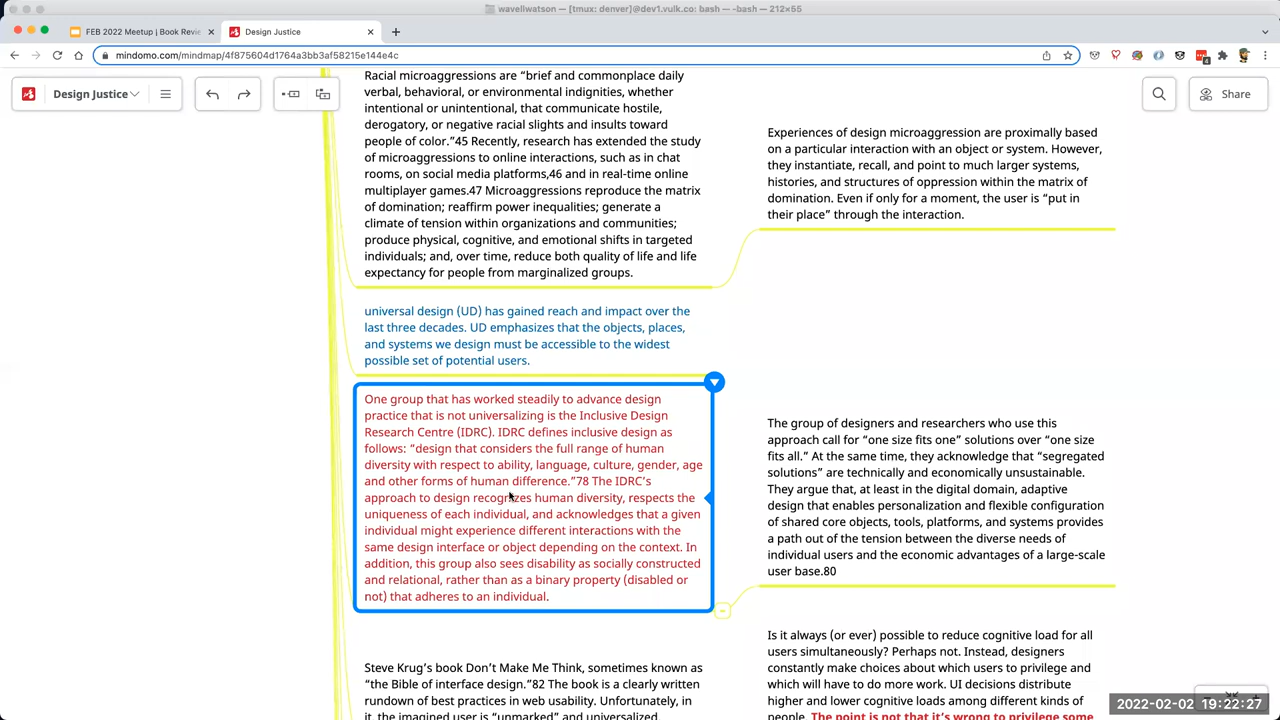 wavellwatson — [tmux: denver]@dev1.vulk.co: bash — -bash — 212×55
FEB 2022 Meetup | Book Revie
Design Justice
mindomo.com/mindmap/4f875604d1764a3bb3af58215e144e4c
Design Justice
Share
Racial microaggressions are “brief and commonplace daily
verbal, behavioral, or environmental indignities, whether
intentional or unintentional, that communicate hostile,
derogatory, or negative racial slights and insults toward
people of color.”45 Recently, research has extended the study
of microaggressions to online interactions, such as in chat
rooms, on social media platforms,46 and in real-time online
multiplayer games.47 Microaggressions reproduce the matrix
of domination; reaffirm power inequalities; generate a
climate of tension within organizations and communities;
produce physical, cognitive, and emotional shifts in targeted
individuals; and, over time, reduce both quality of life and life
expectancy for people from marginalized groups.
Experiences of design microaggression are proximally based
on a particular interaction with an object or system. However,
they instantiate, recall, and point to much larger systems,
histories, and structures of oppression within the matrix of
domination. Even if only for a moment, the user is “put in
their place” through the interaction.
universal design (UD) has gained reach and impact over the
last three decades. UD emphasizes that the objects, places,
and systems we design must be accessible to the widest
possible set of potential users.
One group that has worked steadily to advance design
practice that is not universalizing is the Inclusive Design
Research Centre (IDRC). IDRC defines inclusive design as
follows: “design that considers the full range of human
diversity with respect to ability, language, culture, gender, age
and other forms of human difference.”78 The IDRC’s
approach to design recognizes human diversity, respects the
uniqueness of each individual, and acknowledges that a given
individual might experience different interactions with the
same design interface or object depending on the context. In
addition, this group also sees disability as socially constructed
and relational, rather than as a binary property (disabled or
not) that adheres to an individual.
The group of designers and researchers who use this
approach call for “one size fits one” solutions over “one size
fits all.” At the same time, they acknowledge that “segregated
solutions” are technically and economically unsustainable.
They argue that, at least in the digital domain, adaptive
design that enables personalization and flexible configuration
of shared core objects, tools, platforms, and systems provides
a path out of the tension between the diverse needs of
individual users and the economic advantages of a large-scale
user base.80
Steve Krug’s book Don’t Make Me Think, sometimes known as
“the Bible of interface design.”82 The book is a clearly written
rundown of best practices in web usability. Unfortunately, in
it, the imagined user is “unmarked” and universalized.
Is it always (or ever) possible to reduce cognitive load for all
users simultaneously? Perhaps not. Instead, designers
constantly make choices about which users to privilege and
which will have to do more work. UI decisions distribute
higher and lower cognitive loads among different kinds of
people. The point is not that it’s wrong to privilege some
2022-02-02 19:22:27